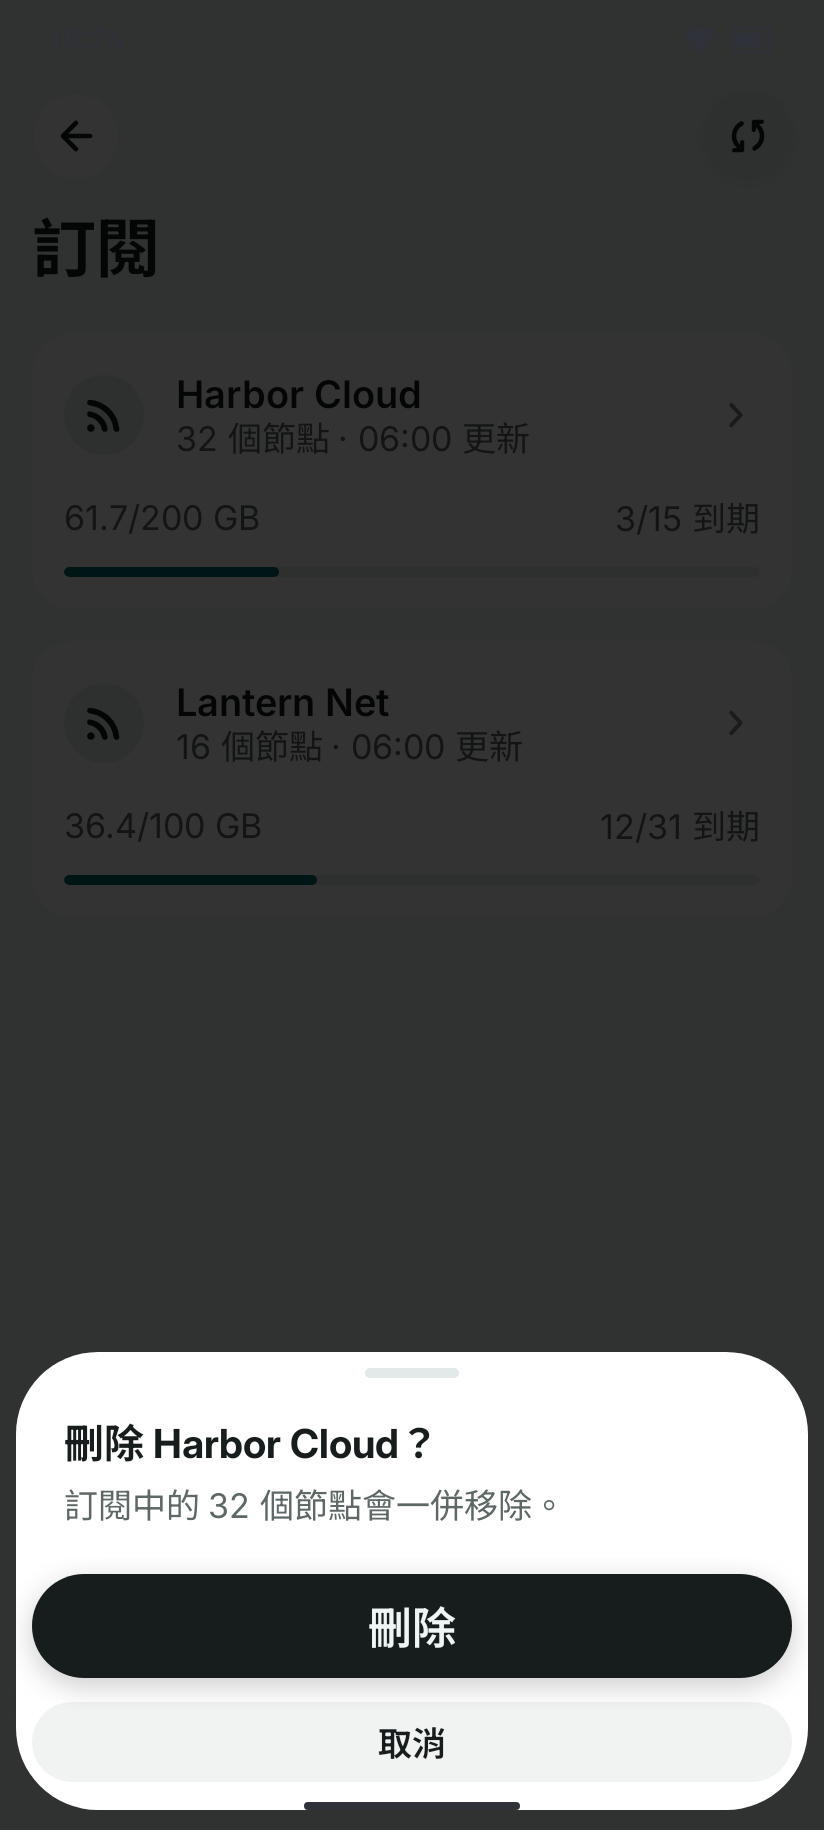 訂閱
Harbor Cloud
32 個節點 · 06:00 更新
61.7/200 GB
3/15 到期
Lantern Net
16 個節點 · 06:00 更新
36.4/100 GB
12/31 到期
刪除 Harbor Cloud？
訂閱中的 32 個節點會一併移除。
刪除
取消